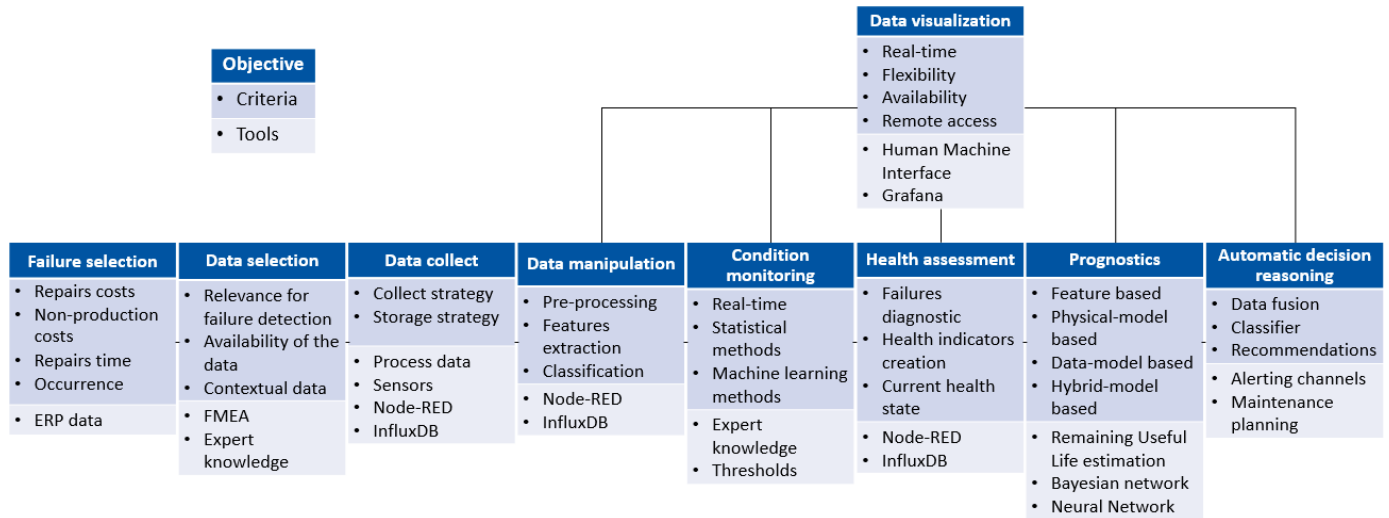 Data visualization
• Real-time
• Flexibility
• Availability
• Remote access
• Human Machine
Interface
• Grafana
Objective
• Criteria
• Tools
Failure selection
• Repairs costs
• Non-production
costs
• Repairs time
• Occurrence
• ERP data
Data selection
• Relevance for
failure detection
• Availability of the
data
• Contextual data
• FMEA
• Expert
knowledge
Data collect
• Collect strategy
• Storage strategy
• Process data
• Sensors
• Node-RED
• InfluxDB
Data manipulation
• Pre-processing
• Features
extraction
• Classification
• Node-RED
• InfluxDB
Condition
monitoring
• Real-time
• Statistical
methods
• Machine learning
methods
• Expert
knowledge
• Thresholds
Health assessment
• Failures
diagnostic
• Health indicators
creation
• Current health
state
• Node-RED
• InfluxDB
Prognostics
• Feature based
• Physical-model
based
• Data-model based
• Hybrid-model
based
• Remaining Useful
Life estimation
• Bayesian network
• Neural Network
Automatic decision
reasoning
• Data fusion
• Classifier
• Recommendations
• Alerting channels
• Maintenance
planning